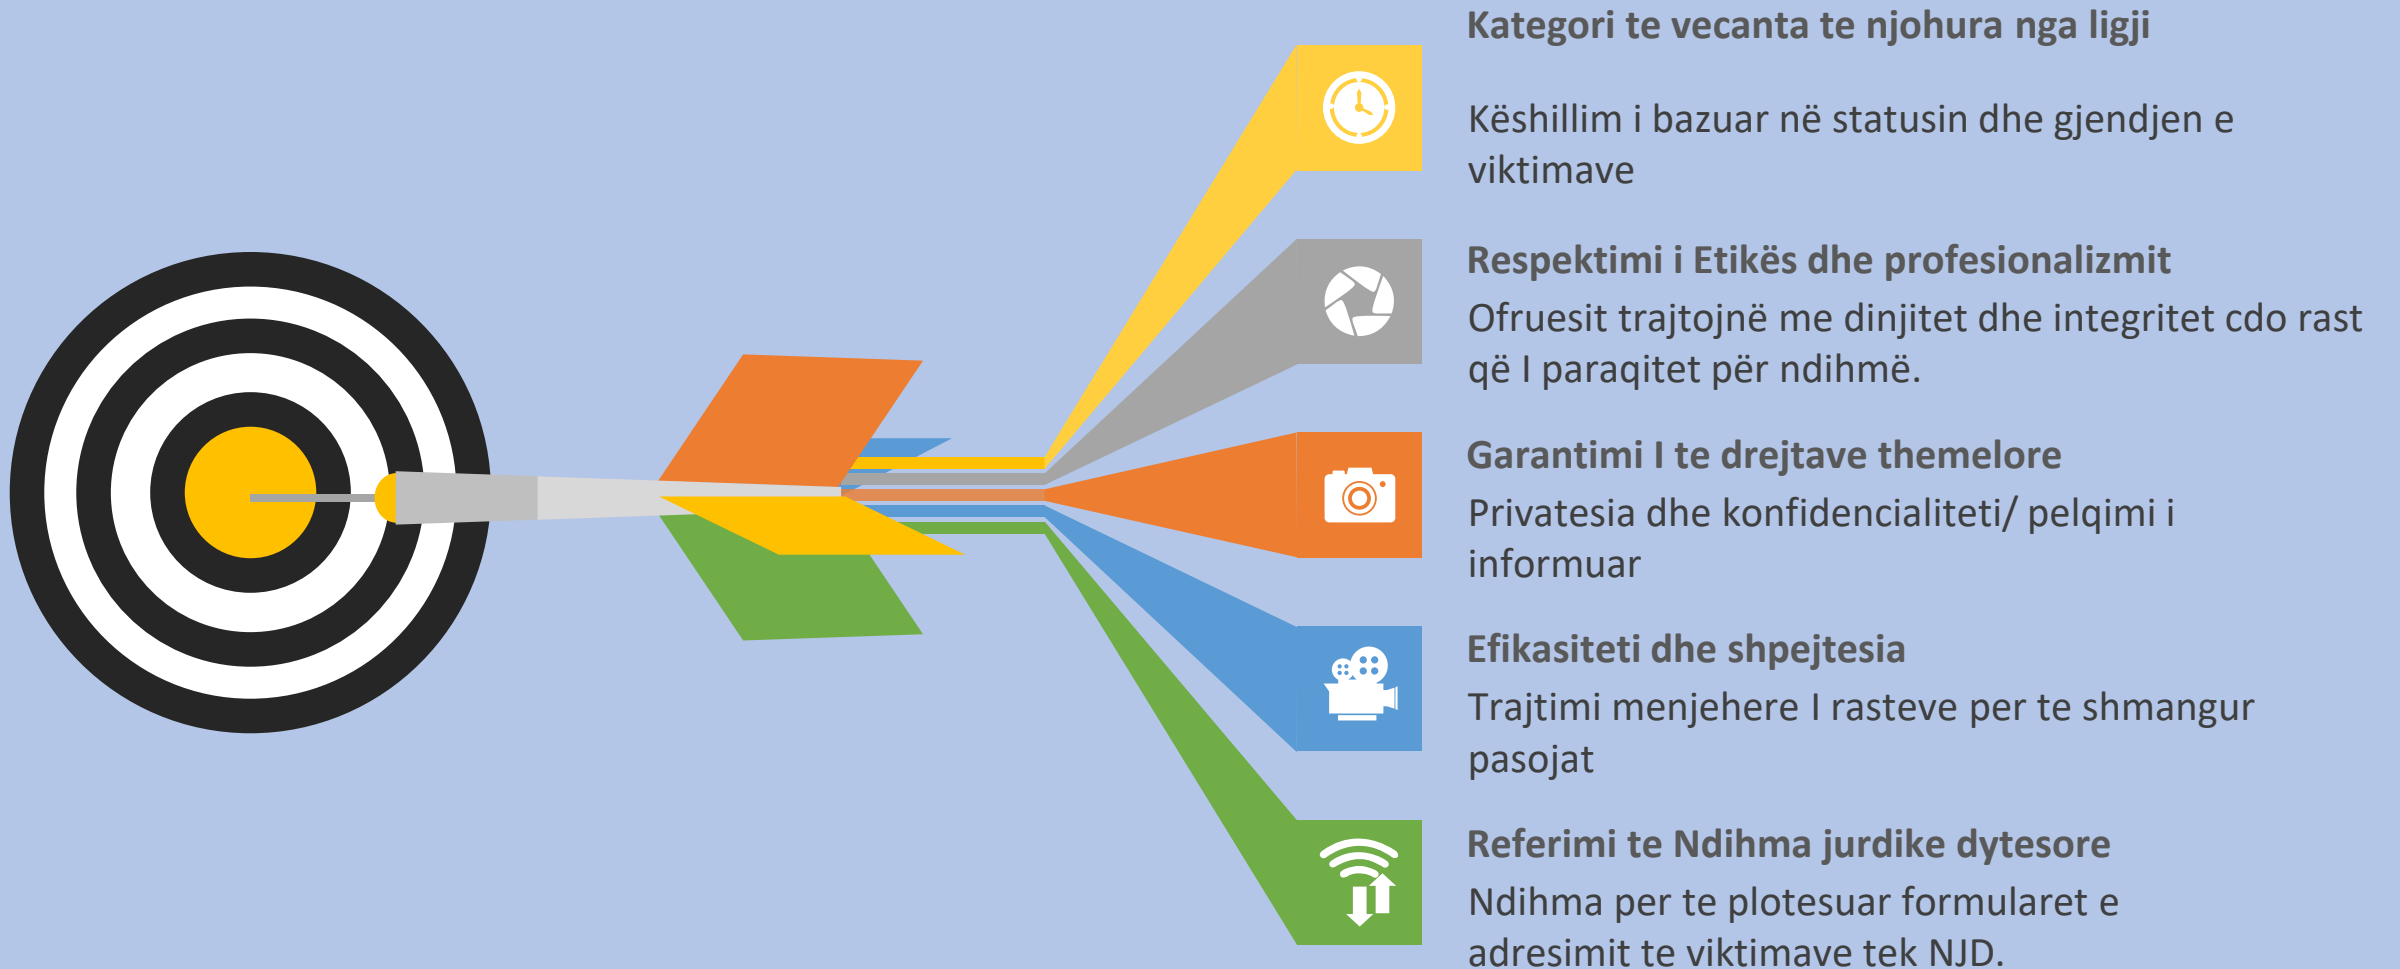 Kategori te vecanta te njohura nga ligji
Këshillim i bazuar në statusin dhe gjendjen e
viktimave
Respektimi i Etikës dhe profesionalizmit
Ofruesit trajtojnë me dinjitet dhe integritet cdo rast
që I paraqitet për ndihmë.
Garantimi I te drejtave themelore
Privatesia dhe konfidencialiteti/ pelqimi i
informuar
Efikasiteti dhe shpejtesia
Trajtimi menjehere I rasteve per te shmangur
pasojat
Referimi te Ndihma jurdike dytesore
Ndihma per te plotesuar formularet e
adresimit te viktimave tek NJD.